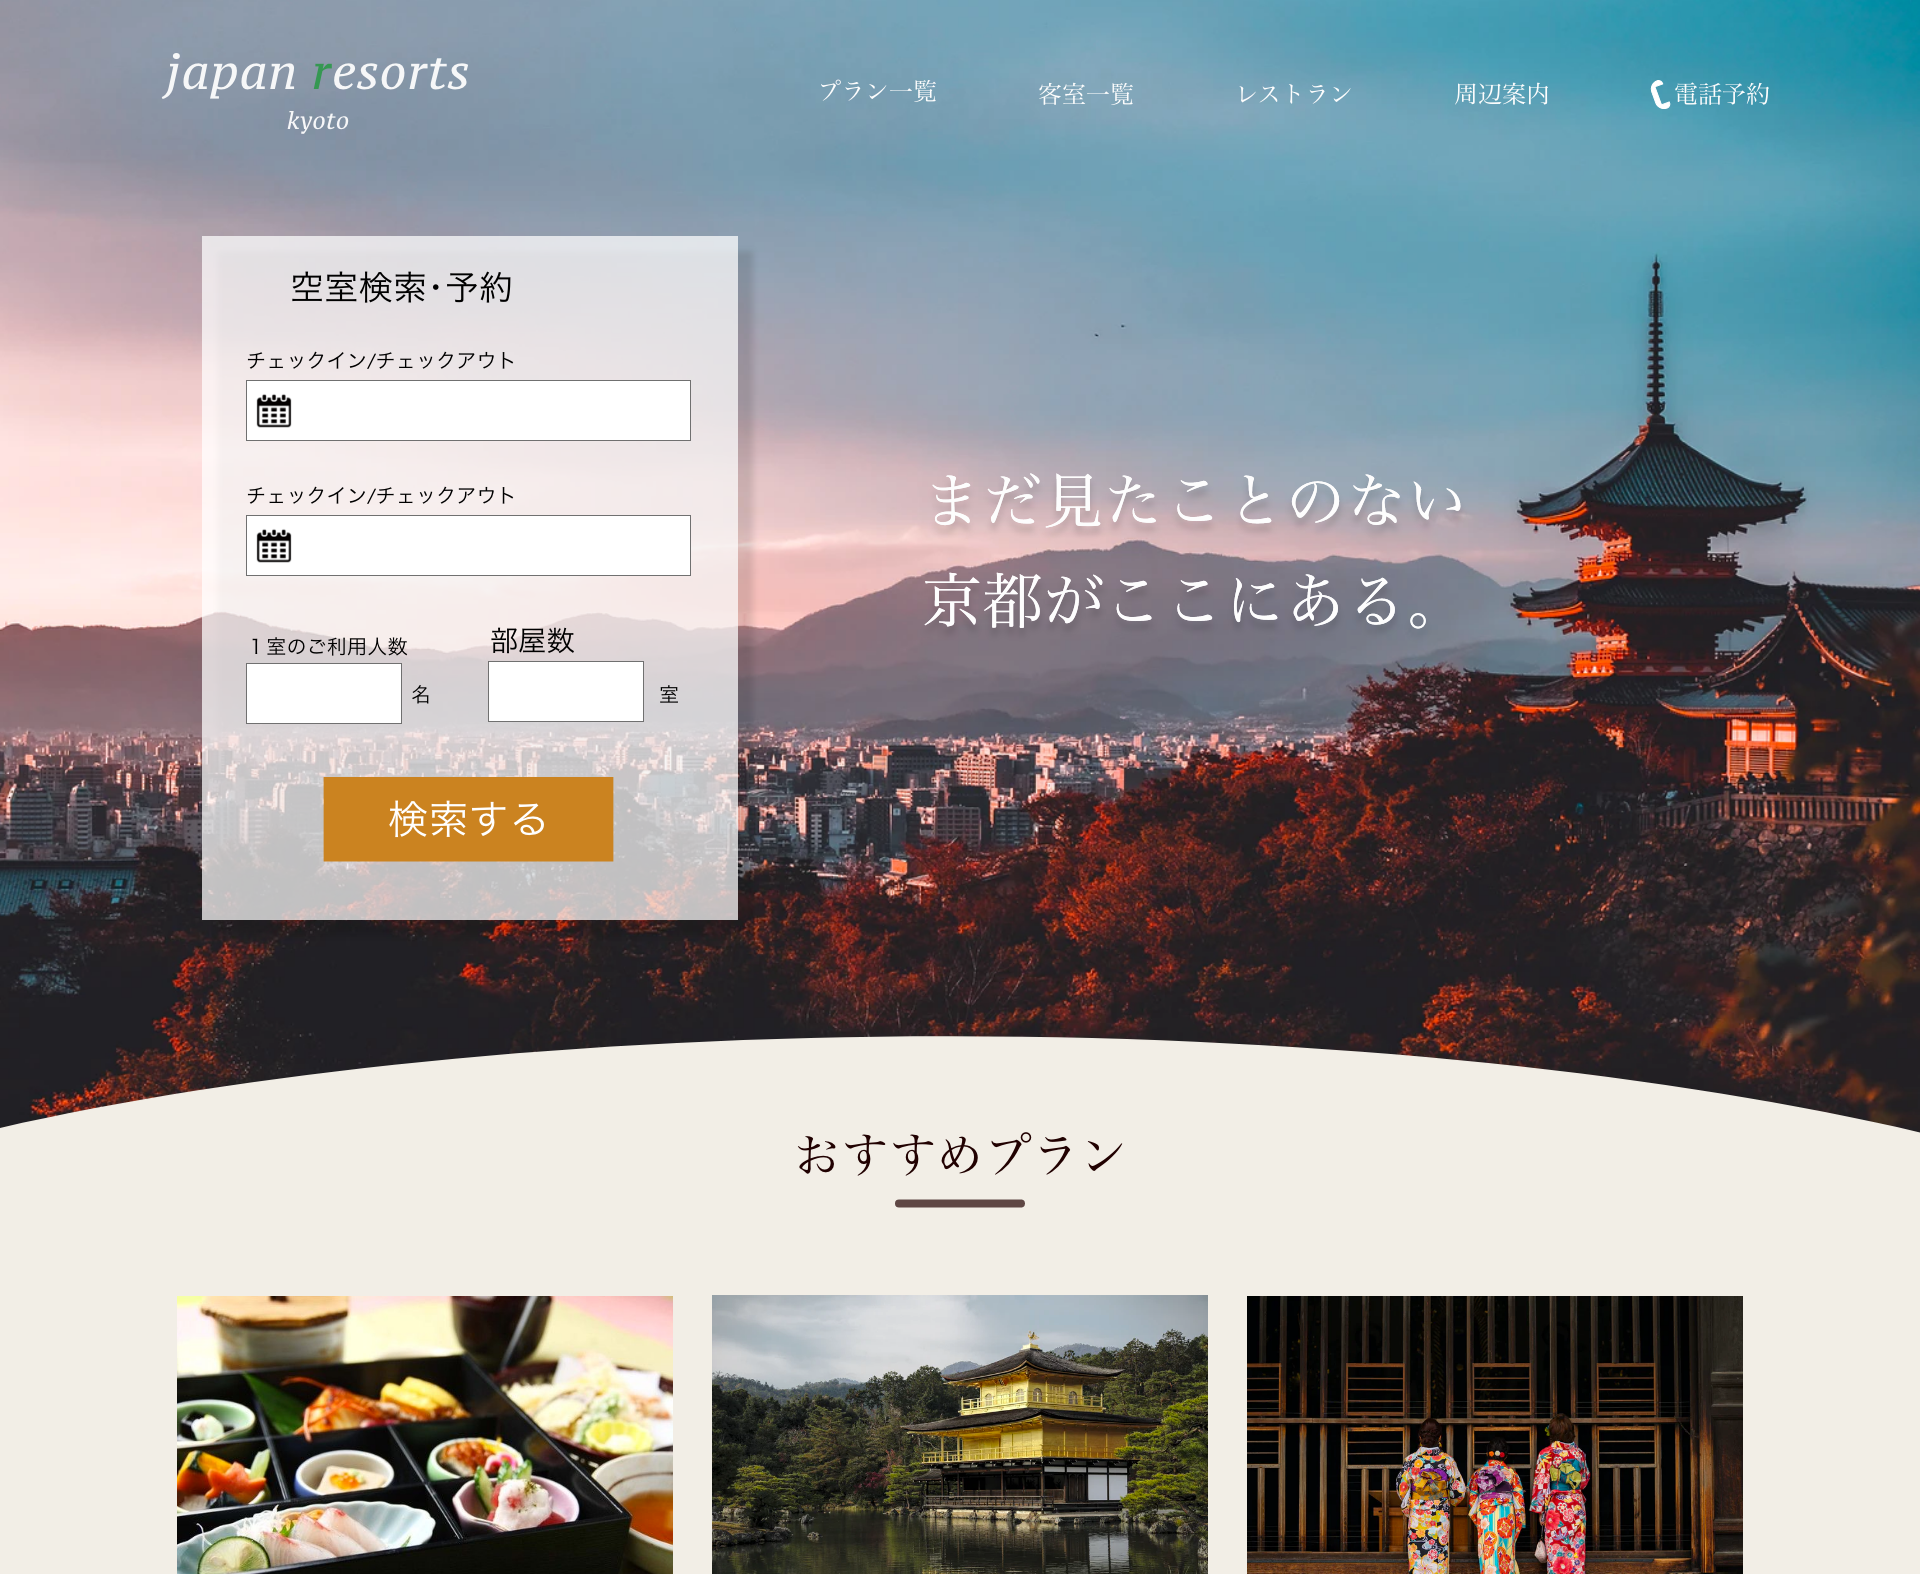 japan resorts
kyoto
プラン一覧
客室一覧
レストラン
周辺案内
電話予約
空室検索・予約
チェックイン/チェックアウト
チェックイン/チェックアウト
1室のご利用人数
部屋数
名
室
検索する
まだ見たことのない
京都がここにある。
おすすめプラン